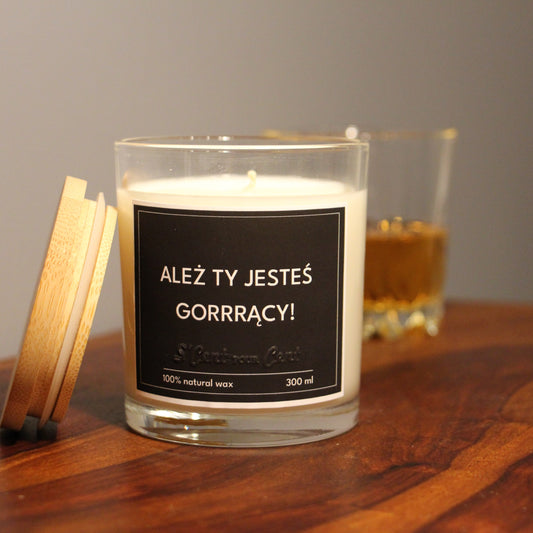 ALEŻ TY JESTEŚ
GORRRĄCY!
100% natural wax 300 ml